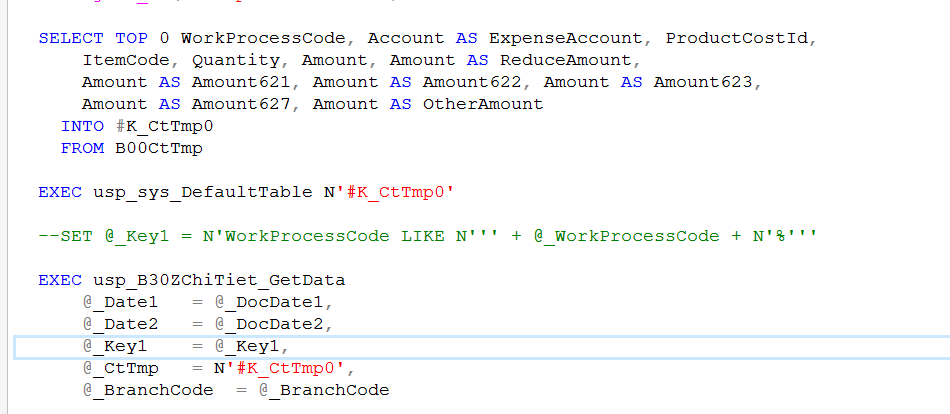 SELECT TOP 0 WorkProcessCode, Account AS ExpenseAccount, ProductCostId,
    ItemCode, Quantity, Amount, Amount AS ReduceAmount,
    Amount AS Amount621, Amount AS Amount622, Amount AS Amount623,
    Amount AS Amount627, Amount AS OtherAmount
  INTO #K_CtTmp0
  FROM B00CtTmp
EXEC usp_sys_DefaultTable N'#K_CtTmp0'
--SET @_Key1 = N'WorkProcessCode LIKE N''' + @_WorkProcessCode + N'%'''
EXEC usp_B30ZChiTiet_GetData
    @_Date1   = @_DocDate1,
    @_Date2   = @_DocDate2,
    @_Key1    = @_Key1,
    @_CtTmp   = N'#K_CtTmp0',
    @_BranchCode  = @_BranchCode